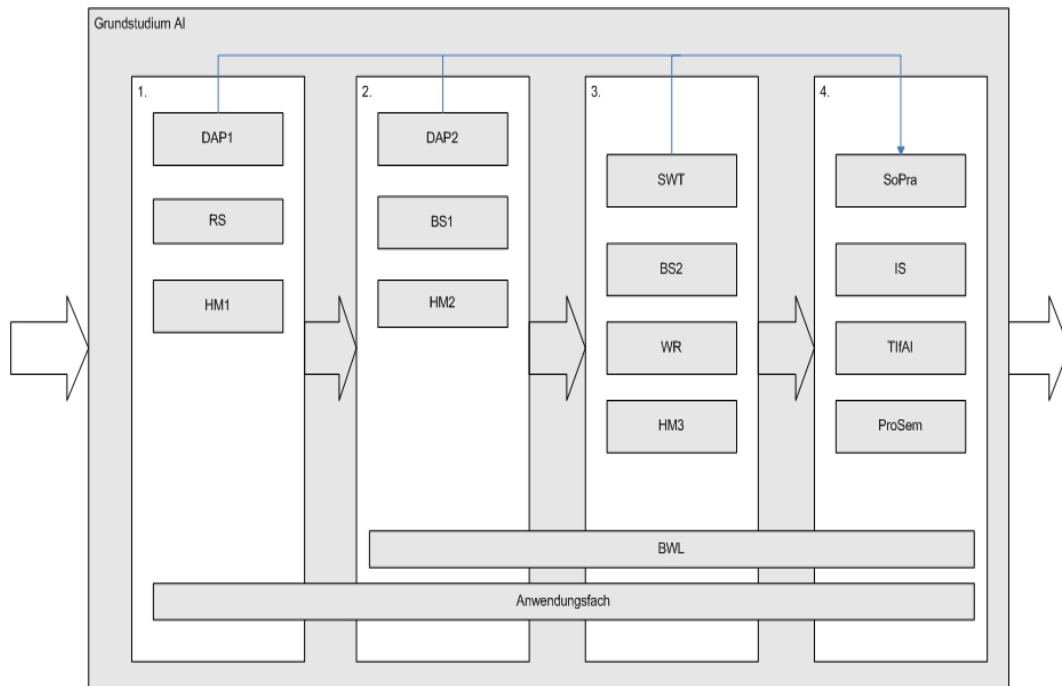 Grundstudium AI
1.
DAP1
RS
HM1
2.
DAP2
BS1
HM2
3.
SWT
BS2
WR
HM3
4.
SoPra
IS
TIfAI
ProSem
BWL
Anwendungsfach